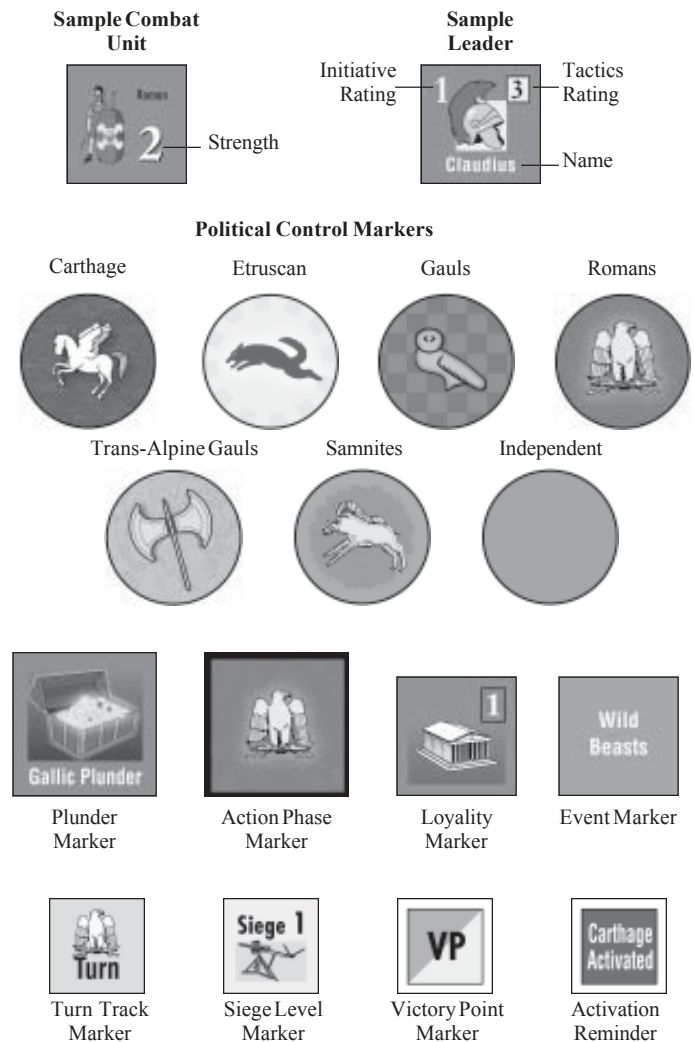 Sample Combat
Unit
Sample
Leader
Roman
2
Strength
Initiative
Rating
1
3
Tactics
Rating
Claudius
Name
Political Control Markers
Carthage
Etruscan
Gauls
Romans
Trans-Alpine Gauls
Samnites
Independent
Gallic Plunder
1
Wild
Beasts
Plunder
Marker
Action Phase
Marker
Loyality
Marker
Event Marker
Turn
Siege 1
VP
Carthage
Activated
Turn Track
Marker
Siege Level
Marker
Victory Point
Marker
Activation
Reminder